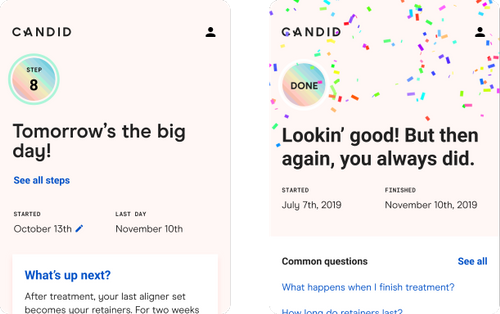 CANDID
STEP
8
Tomorrow's the big
day!
See all steps
STARTED
LAST DAY
October 13th
November 10th
What's up next?
After treatment, your last aligner set
becomes your retainers. For two weeks
CANDID
DONE
Lookin' good! But then
again, you always did.
STARTED
FINISHED
July 7th, 2019
November 10th, 2019
Common questions
See all
What happens when I finish treatment?
How long do retainers last?